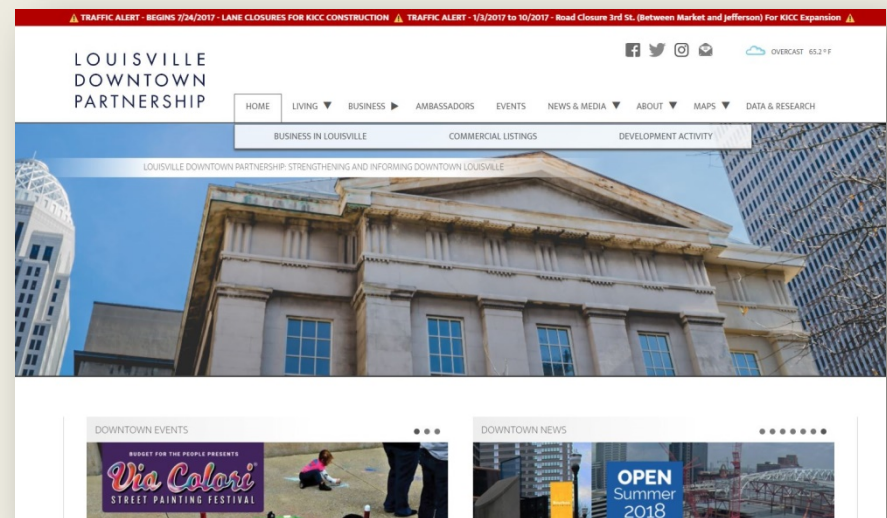 TRAFFIC ALERT - BEGINS 7/24/2017 - LANE CLOSURES FOR KICC CONSTRUCTION TRAFFIC ALERT - 1/3/2017 to 10/2017 - Road Closure 3rd St. (Between Market and Jefferson) For KICC Expansion
LOUISVILLE
DOWNTOWN
PARTNERSHIP
OVERCAST 65.2 º F
HOME LIVING ▼ BUSINESS ▶ AMBASSADORS EVENTS NEWS & MEDIA ▼ ABOUT ▼ MAPS ▼ DATA & RESEARCH
BUSINESS IN LOUISVILLE COMMERCIAL LISTINGS DEVELOPMENT ACTIVITY
LOUISVILLE DOWNTOWN PARTNERSHIP: STRENGTHENING AND INFORMING DOWNTOWN LOUISVILLE
DOWNTOWN EVENTS
BUDGET FOR THE PEOPLE PRESENTS
Via Colori
STREET PAINTING FESTIVAL
DOWNTOWN NEWS
OPEN
Summer
2018